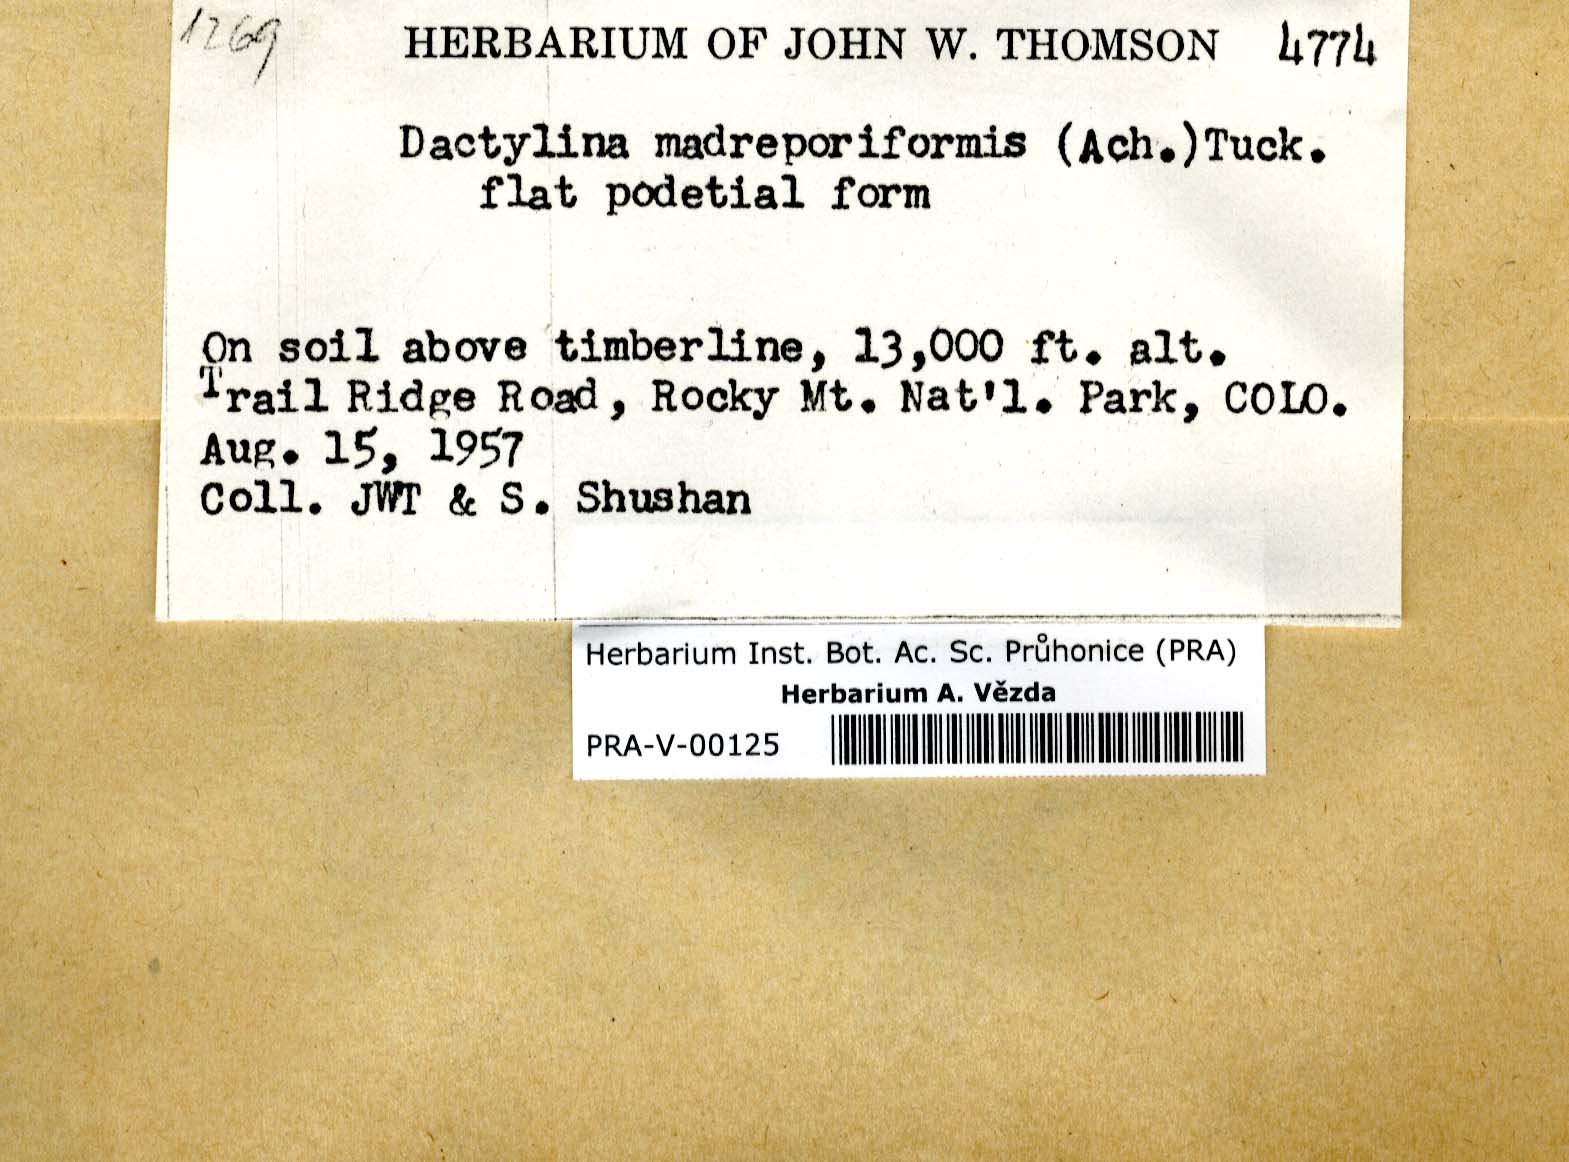 1269
HERBARIUM OF JOHN W. THOMSON 4774
Dactylina madreporiformis (Ach.)Tuck.
flat podetial form
On soil above timberline, 13,000 ft. alt.
Trail Ridge Road, Rocky Mt. Nat'l. Park, COLO.
Aug. 15, 1957
Coll. JWT & S. Shushan
Herbarium Inst. Bot. Ac. Sc. Průhonice (PRA)
Herbarium A. Vězda
PRA-V-00125